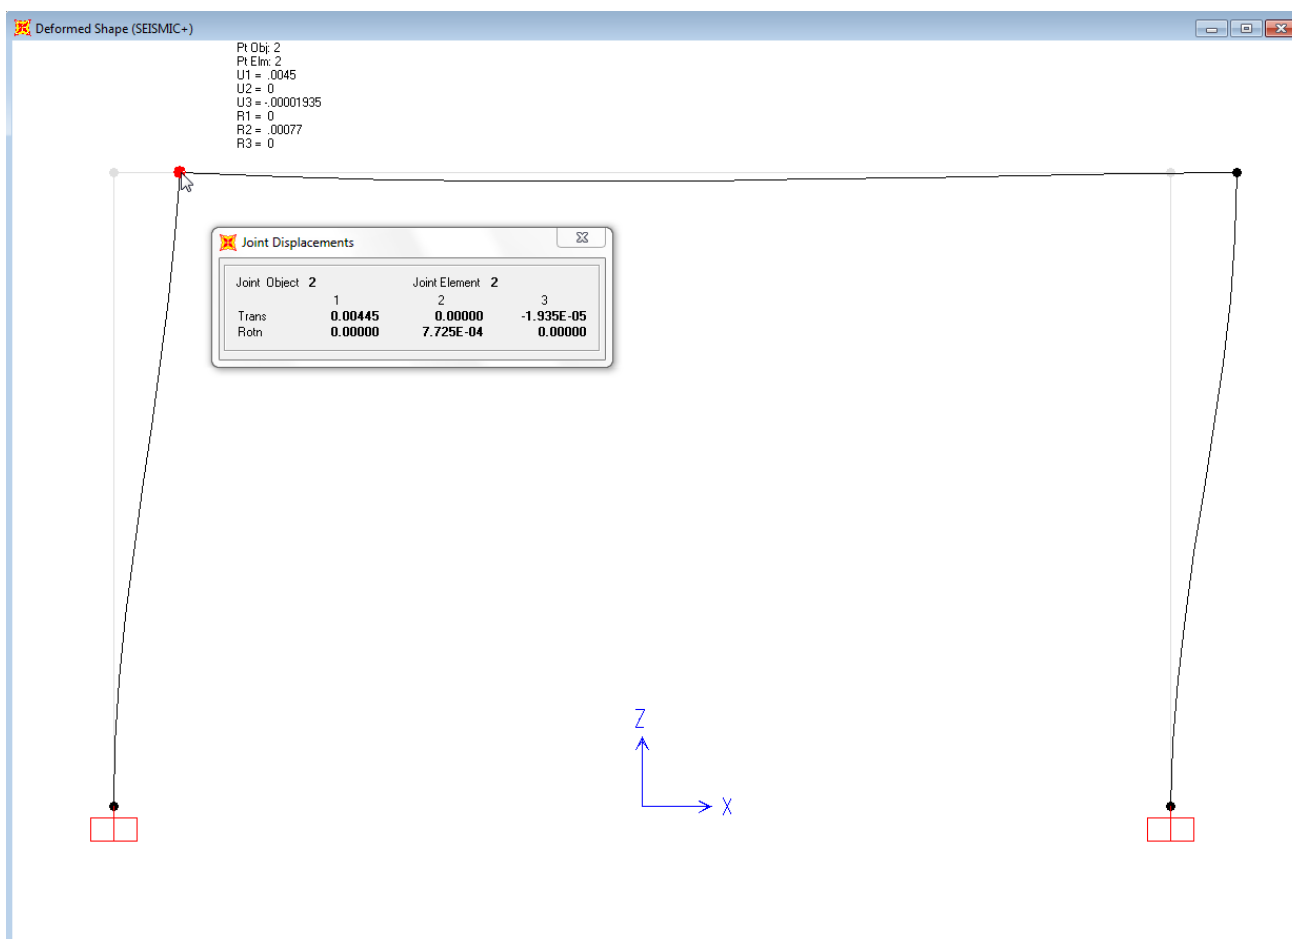 Deformed Shape (SEISMIC+)
Pt Obj: 2
Pt Elm: 2
U1 = .0045
U2 = 0
U3 = -.00001935
R1 = 0
R2 = .00077
R3 = 0
Joint Displacements
Joint Object 2 Joint Element 2
1 2 3
Trans 0.00445 0.00000 -1.935E-05
Rotn 0.00000 7.725E-04 0.00000
Z
X